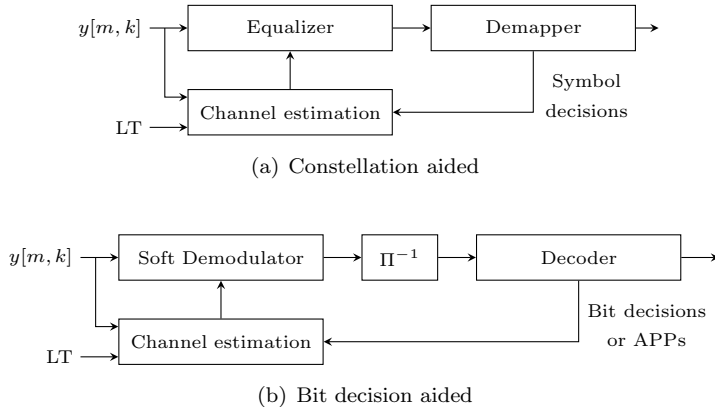 y[m, k]
Equalizer
Demapper
Channel estimation
Symbol
decisions
LT
(a) Constellation aided
y[m, k]
Soft Demodulator
Π−1
Decoder
Channel estimation
Bit decisions
or APPs
LT
(b) Bit decision aided